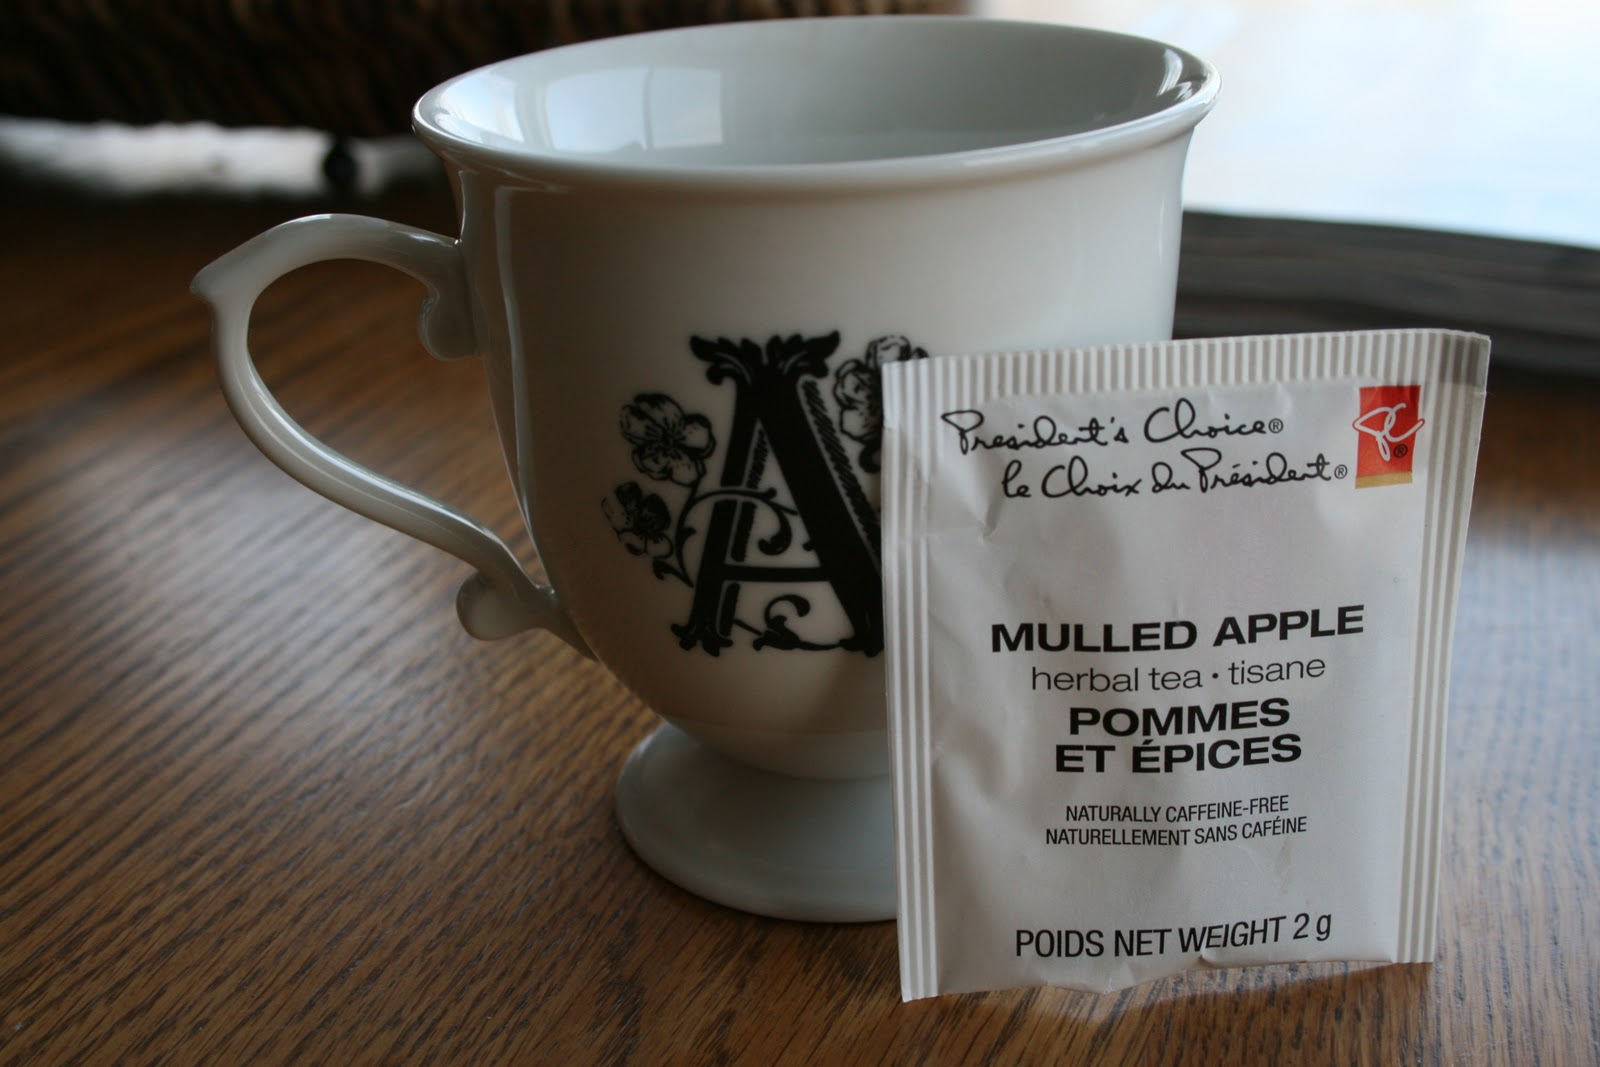 A
President's Choice®
le Choix du Président®
PC®
MULLED APPLE
herbal tea • tisane
POMMES
ET ÉPICES
NATURALLY CAFFEINE-FREE
NATURELLEMENT SANS CAFÉINE
POIDS NET WEIGHT 2 g